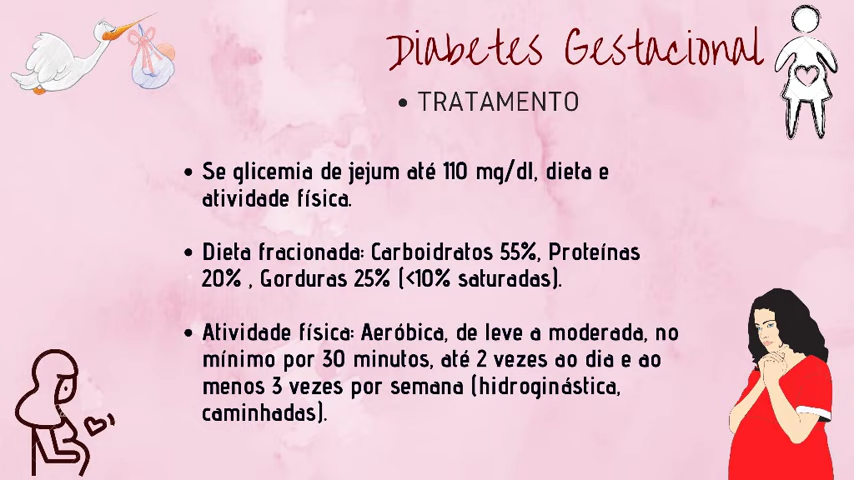 Diabetes Gestacional
• TRATAMENTO
• Se glicemia de jejum até 110 mg/dl, dieta e
atividade física.
• Dieta fracionada: Carboidratos 55%, Proteínas
20% , Gorduras 25% (<10% saturadas).
• Atividade física: Aeróbica, de leve a moderada, no
mínimo por 30 minutos, até 2 vezes ao dia e ao
menos 3 vezes por semana (hidroginástica,
caminhadas).